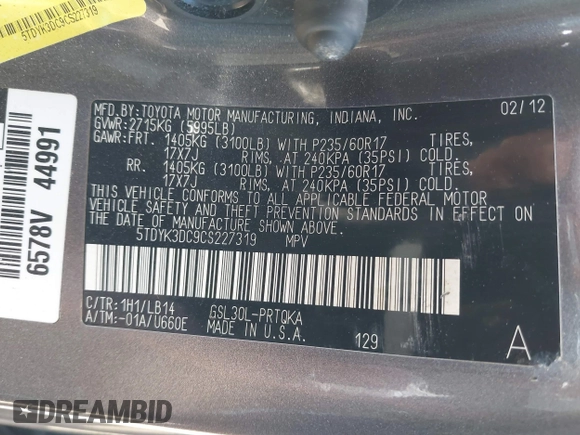 5TDYK3DC9CS227319
6578V 44991
MFD.BY:TOYOTA MOTOR MANUFACTURING, INDIANA, INC. 02/12
GVWR:2715KG (5995LB)
GAWR:FRT. 1405KG (3100LB) WITH P235/60R17 TIRES,
17X7J RIMS, AT 240KPA (35PSI) COLD.
RR. 1405KG (3100LB) WITH P235/60R17 TIRES,
17X7J RIMS, AT 240KPA (35PSI) COLD.
THIS VEHICLE CONFORMS TO ALL APPLICABLE FEDERAL MOTOR
VEHICLE SAFETY AND THEFT PREVENTION STANDARDS IN EFFECT ON
THE DATE OF MANUFACTURE SHOWN ABOVE.
5TDYK3DC9CS227319 MPV
C/TR: 1H1/LB14 GSL30L-PRTQKA
A/TM:-01A/U660E MADE IN U.S.A. 129 A
DREAMBID